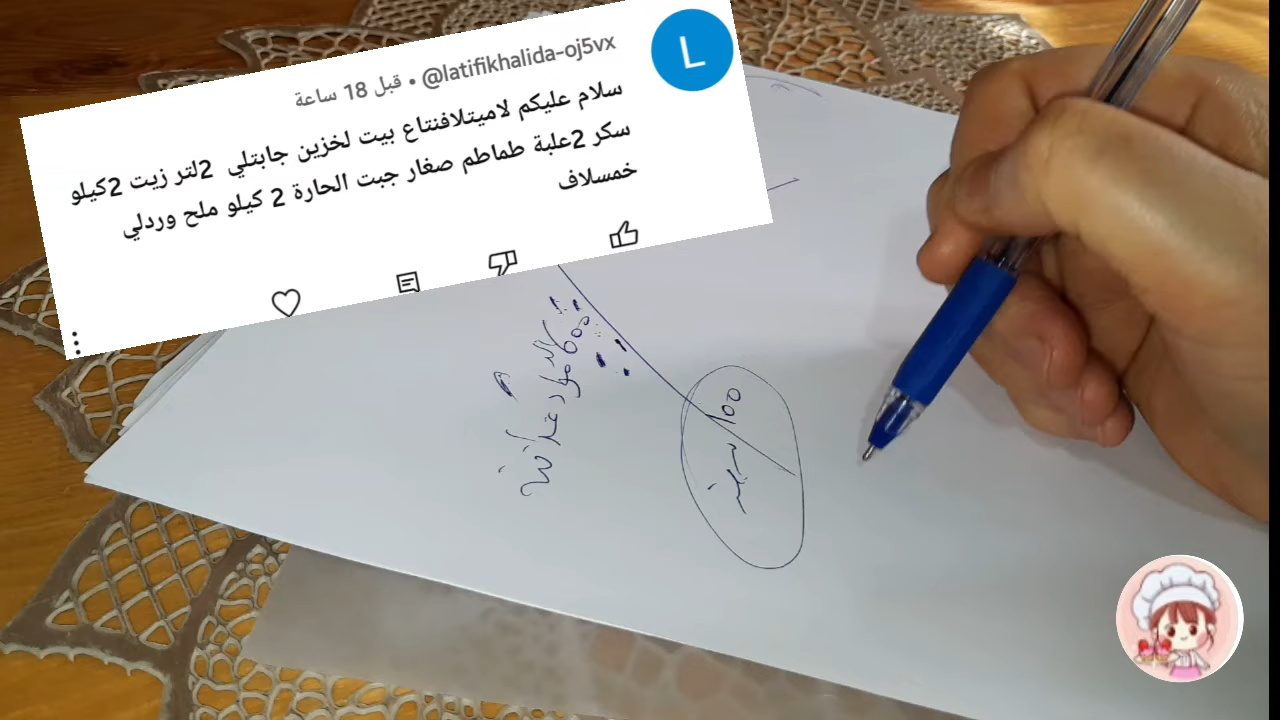 @latifikhalida-oj5vx • قبل 18 ساعة
سلام عليكم لاميتلافنتاع بيت لخزين جابتلي 2لتر زيت 2كيلو
سكر 2علبة طماطم صغار جبت الحارة 2 كيلو ملح وردلي
خمسلاف
L